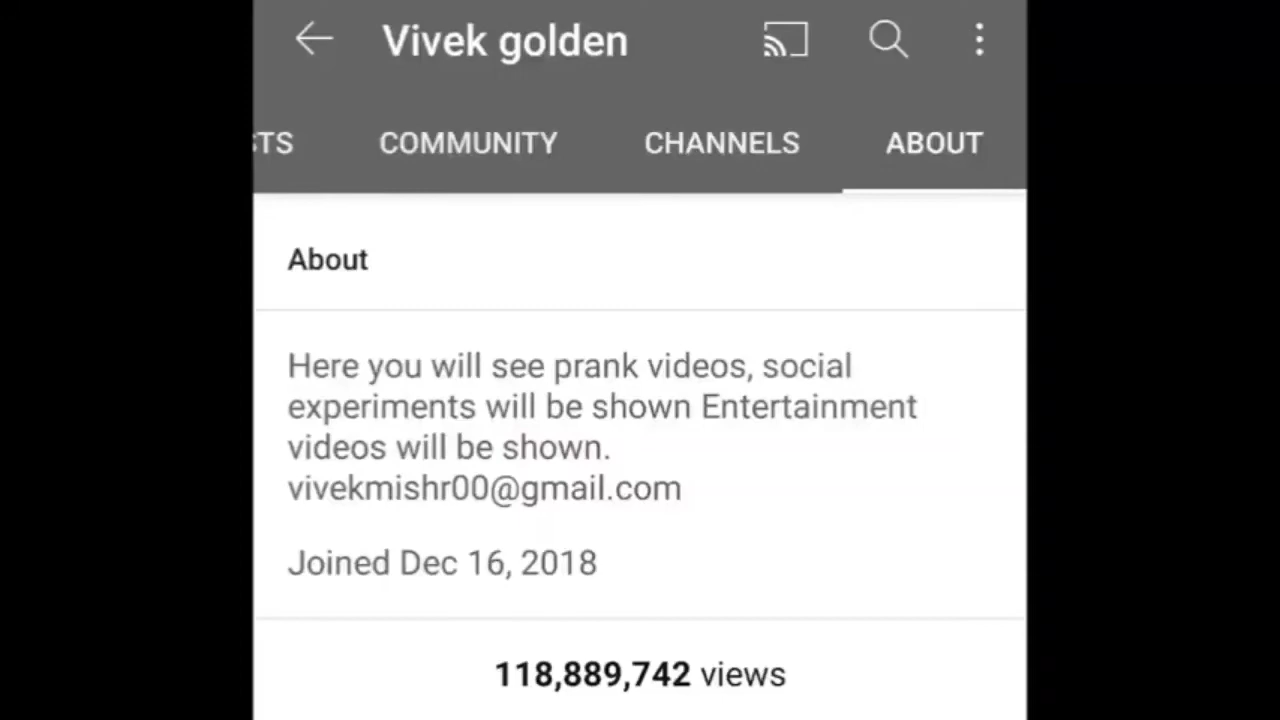 Vivek golden
STS COMMUNITY CHANNELS ABOUT
About
Here you will see prank videos, social
experiments will be shown Entertainment
videos will be shown.
vivekmishr00@gmail.com
Joined Dec 16, 2018
118,889,742 views